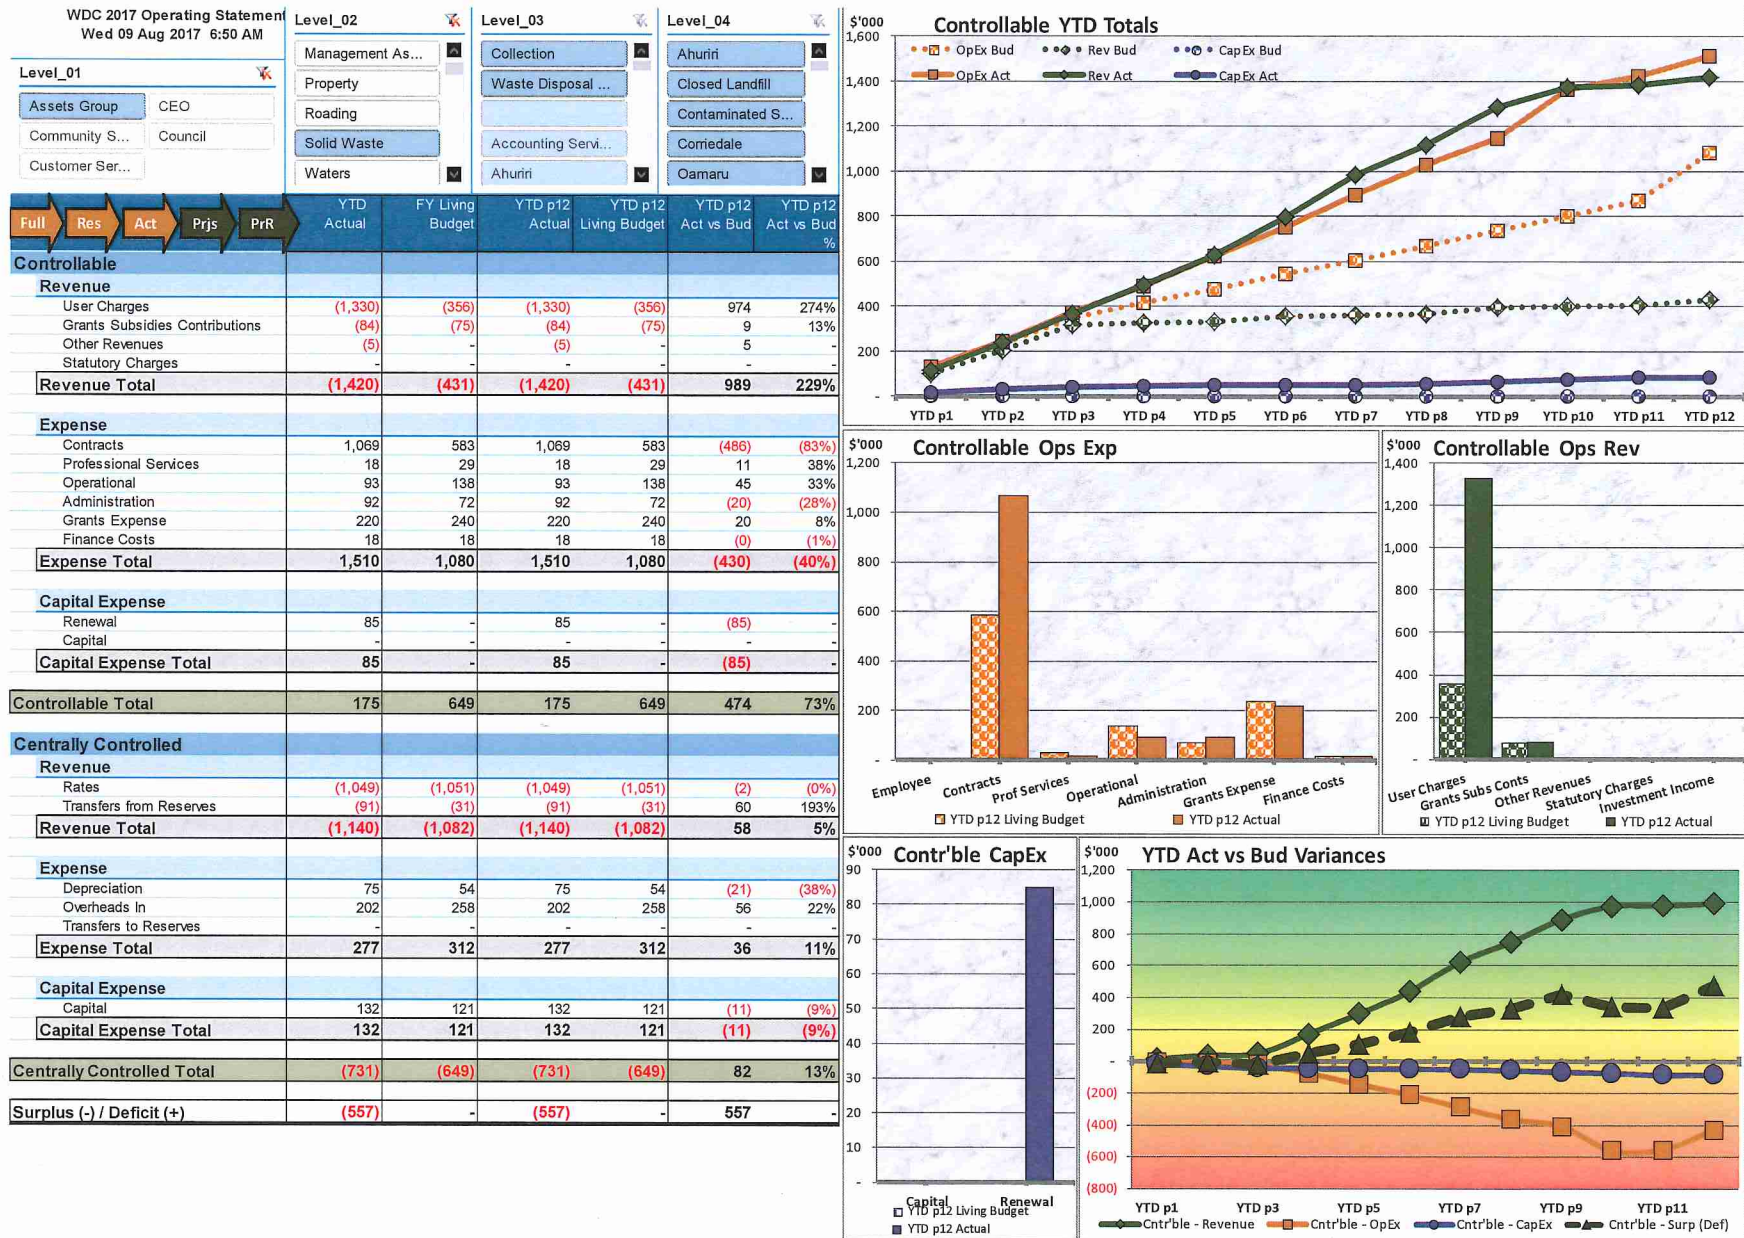 WDC 2017 Operating Statement
Wed 09 Aug 2017 6:50 AM
Level_01
Assets Group
CEO
Community S...
Council
Customer Ser...
Level_02
Management As...
Property
Roading
Solid Waste
Waters
Level_03
Collection
Waste Disposal ...
Accounting Servi...
Ahuriri
Level_04
Ahuriri
Closed Landfill
Contaminated S...
Corriedale
Oamaru
Full Res Act Prjs PrR
YTD Actual
FY Living Budget
YTD p12 Actual
YTD p12 Living Budget
YTD p12 Act vs Bud
YTD p12 Act vs Bud %
Controllable
Revenue
User Charges (1,330) (356) (1,330) (356) 974 274%
Grants Subsidies Contributions (84) (75) (84) (75) 9 13%
Other Revenues (5) - (5) - 5 -
Statutory Charges - - - - - -
Revenue Total (1,420) (431) (1,420) (431) 989 229%
Expense
Contracts 1,069 583 1,069 583 (486) (83%)
Professional Services 18 29 18 29 11 38%
Operational 93 138 93 138 45 33%
Administration 92 72 92 72 (20) (28%)
Grants Expense 220 240 220 240 20 8%
Finance Costs 18 18 18 18 (0) (1%)
Expense Total 1,510 1,080 1,510 1,080 (430) (40%)
Capital Expense
Renewal 85 - 85 - (85) -
Capital - - - - - -
Capital Expense Total 85 - 85 - (85) -
Controllable Total 175 649 175 649 474 73%
Centrally Controlled
Revenue
Rates (1,049) (1,051) (1,049) (1,051) (2) (0%)
Transfers from Reserves (91) (31) (91) (31) 60 193%
Revenue Total (1,140) (1,082) (1,140) (1,082) 58 5%
Expense
Depreciation 75 54 75 54 (21) (38%)
Overheads In 202 258 202 258 56 22%
Transfers to Reserves - - - - - -
Expense Total 277 312 277 312 36 11%
Capital Expense
Capital 132 121 132 121 (11) (9%)
Capital Expense Total 132 121 132 121 (11) (9%)
Centrally Controlled Total (731) (649) (731) (649) 82 13%
Surplus (-) / Deficit (+) (557) - (557) - 557 -
$'000 Controllable YTD Totals
OpEx Bud Rev Bud CapEx Bud
OpEx Act Rev Act CapEx Act
1,600
1,400
1,200
1,000
800
600
400
200
-
YTD p1 YTD p2 YTD p3 YTD p4 YTD p5 YTD p6 YTD p7 YTD p8 YTD p9 YTD p10 YTD p11 YTD p12
$'000 Controllable Ops Exp
1,200
1,000
800
600
400
200
-
Employee Contracts Prof Services Operational Administration Grants Expense Finance Costs
YTD p12 Living Budget YTD p12 Actual
$'000 Controllable Ops Rev
1,400
1,200
1,000
800
600
400
200
-
User Charges Grants Subs Conts Other Revenues Statutory Charges Investment Income
YTD p12 Living Budget YTD p12 Actual
$'000 Contr'ble CapEx
90
80
70
60
50
40
30
20
10
-
Capital Renewal
YTD p12 Living Budget
YTD p12 Actual
$'000 YTD Act vs Bud Variances
1,200
1,000
800
600
400
200
-
(200)
(400)
(600)
(800)
YTD p1 YTD p3 YTD p5 YTD p7 YTD p9 YTD p11
Cntr'ble - Revenue Cntr'ble - OpEx Cntr'ble - CapEx Cntr'ble - Surp (Def)